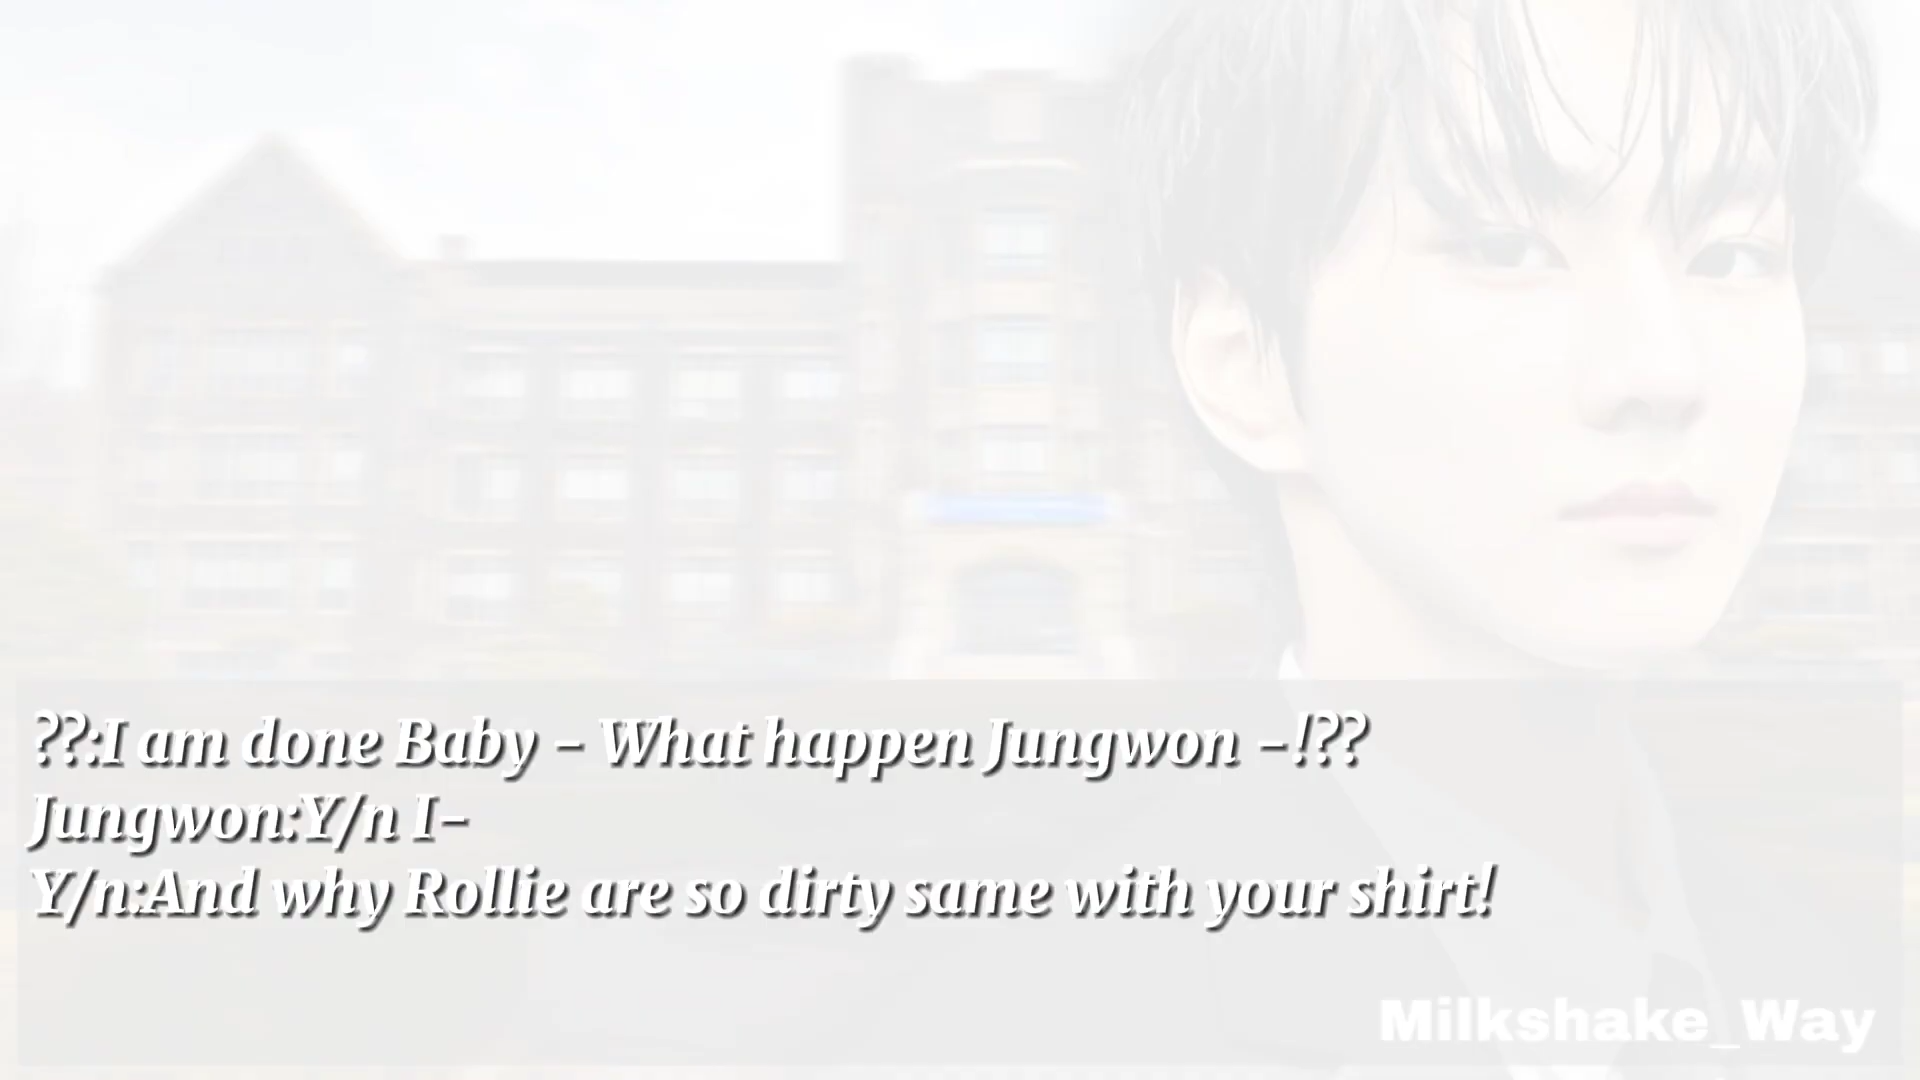 ??:I am done Baby - What happen Jungwon -!??
Jungwon:Y/n I-
Y/n:And why Rollie are so dirty same with your shirt!
Milkshake_Way